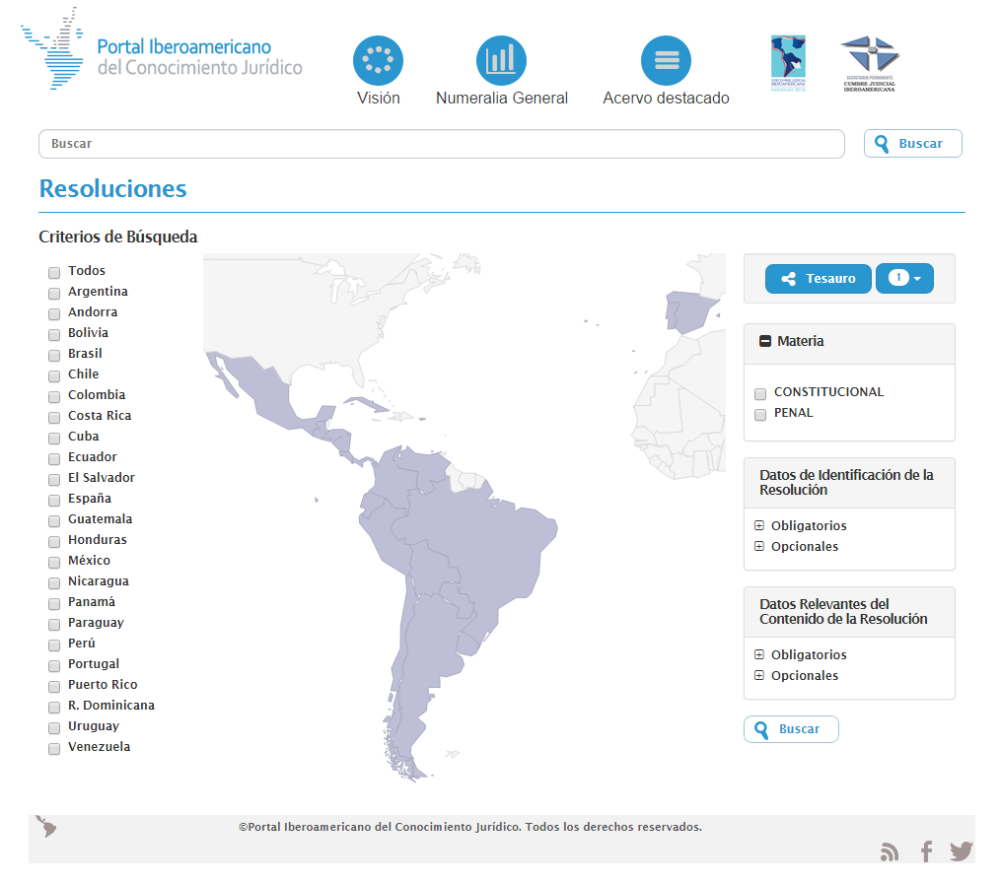 Portal Iberoamericano
del Conocimiento Jurídico
Visión
Numeralia General
Acervo destacado
SECRETARIA PERMANENTE
CUMBRE JUDICIAL
IBEROAMERICANA
Buscar
Buscar
Resoluciones
Criterios de Búsqueda
Todos
Argentina
Andorra
Bolivia
Brasil
Chile
Colombia
Costa Rica
Cuba
Ecuador
El Salvador
España
Guatemala
Honduras
México
Nicaragua
Panamá
Paraguay
Perú
Portugal
Puerto Rico
R. Dominicana
Uruguay
Venezuela
Tesauro
1
Materia
CONSTITUCIONAL
PENAL
Datos de Identificación de la
Resolución
Obligatorios
Opcionales
Datos Relevantes del
Contenido de la Resolución
Obligatorios
Opcionales
Buscar
©Portal Iberoamericano del Conocimiento Jurídico. Todos los derechos reservados.